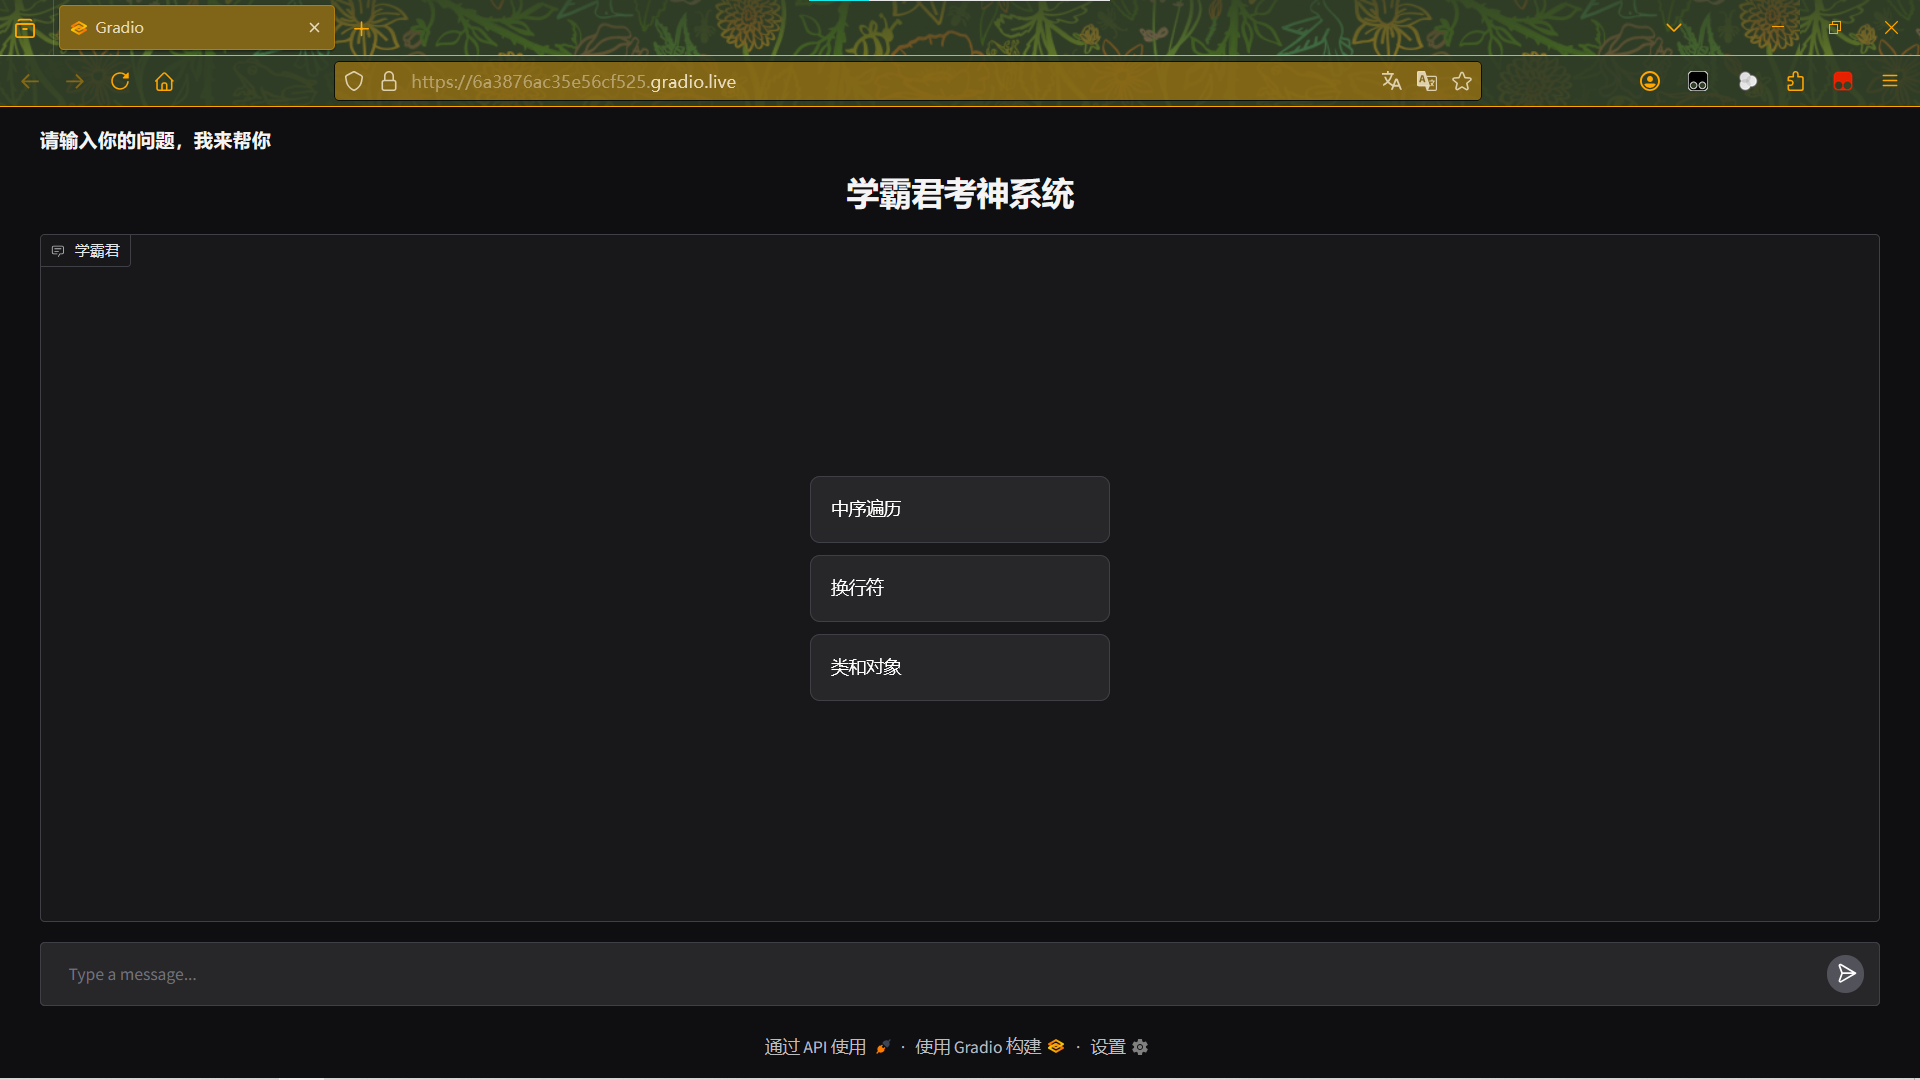 Gradio
https://6a3876ac35e56cf525.gradio.live
请输入你的问题，我来帮你
学霸君考神系统
学霸君
中序遍历
换行符
类和对象
Type a message...
通过 API 使用 · 使用 Gradio 构建 · 设置